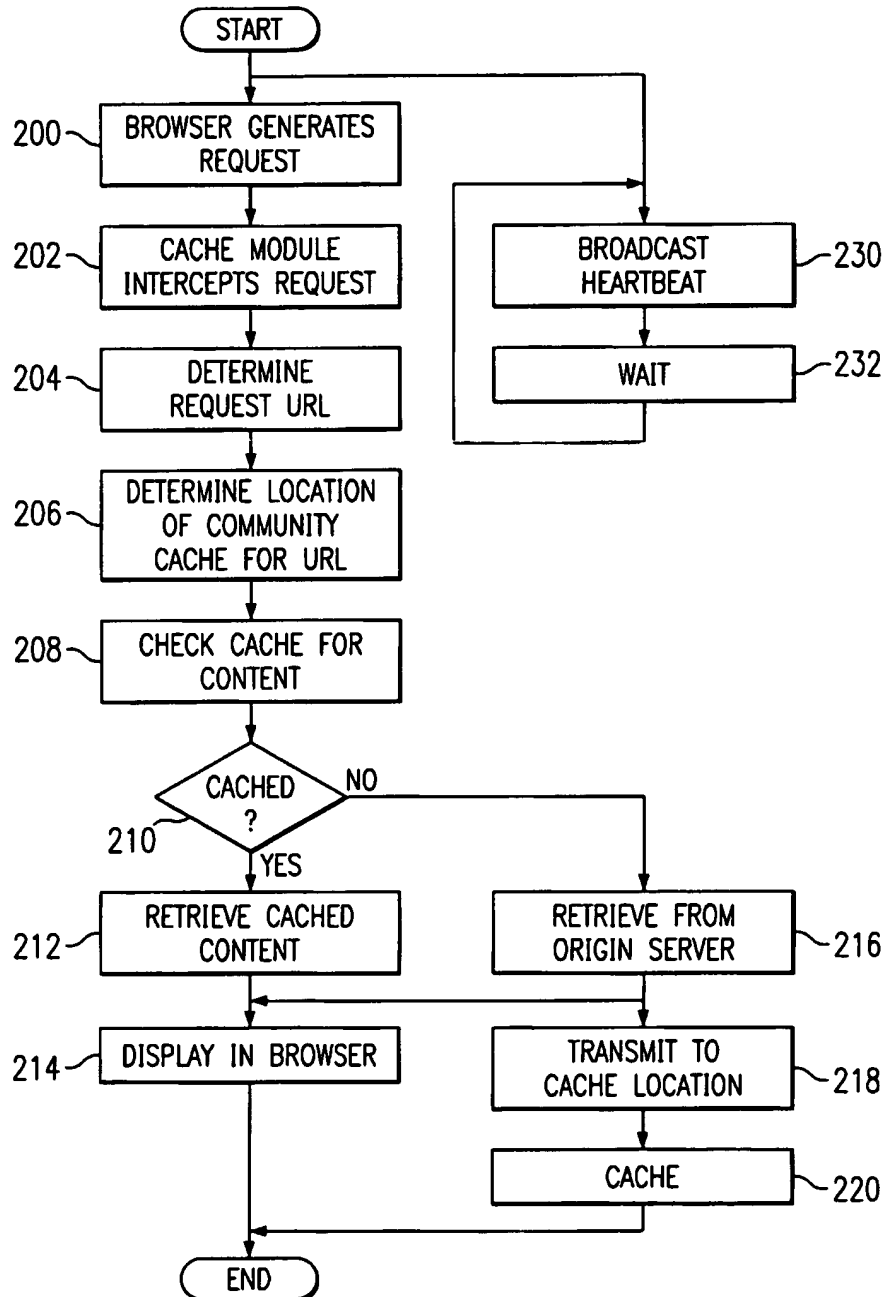 START
200
BROWSER GENERATES
REQUEST
202
CACHE MODULE
INTERCEPTS REQUEST
BROADCAST
HEARTBEAT
230
204
DETERMINE
REQUEST URL
WAIT
232
206
DETERMINE LOCATION
OF COMMUNITY
CACHE FOR URL
208
CHECK CACHE FOR
CONTENT
CACHED
?
210
NO
YES
212
RETRIEVE CACHED
CONTENT
RETRIEVE FROM
ORIGIN SERVER
216
214
DISPLAY IN BROWSER
TRANSMIT TO
CACHE LOCATION
218
CACHE
220
END